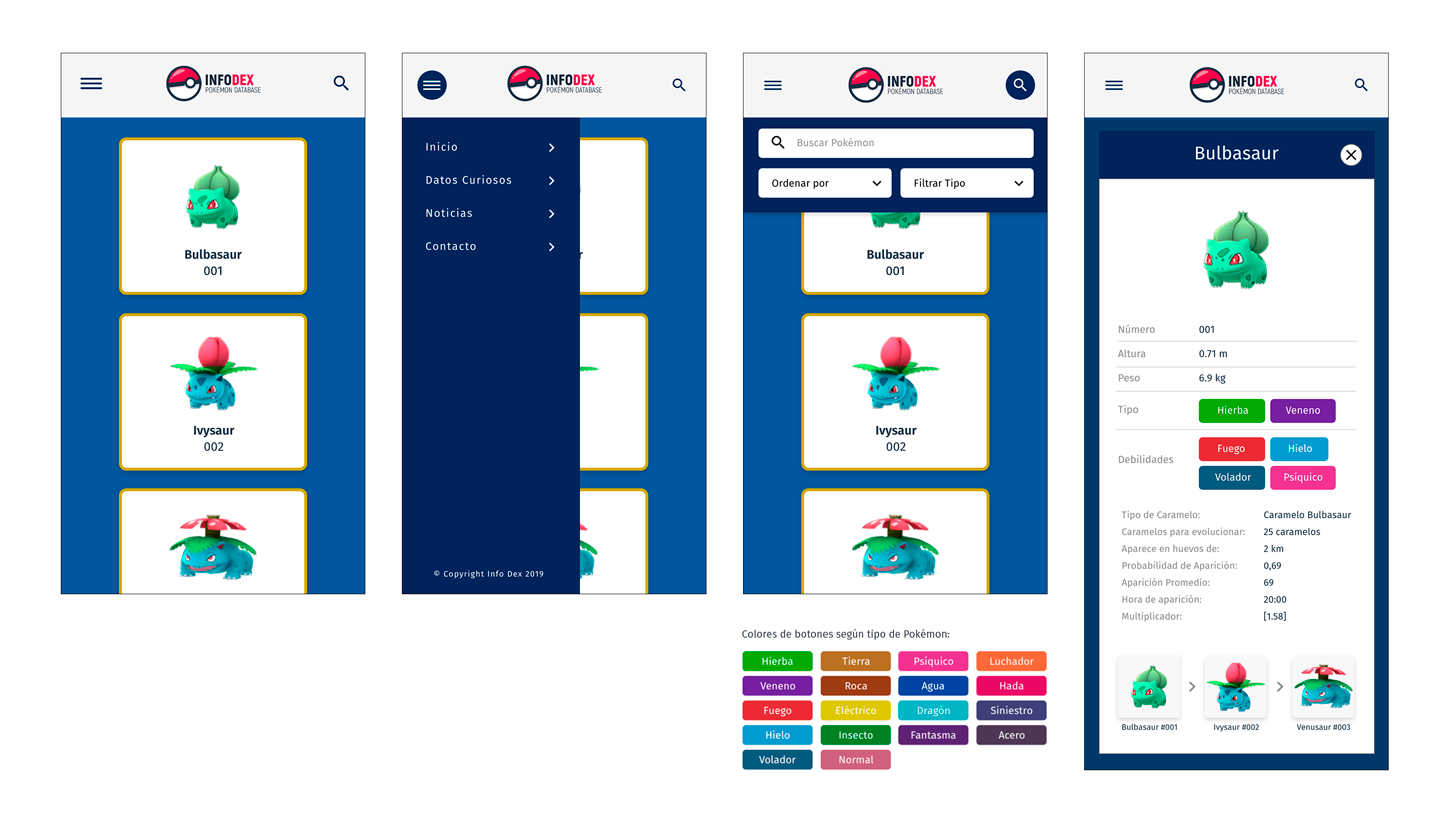 INFODEX
POKEMON DATABASE
Bulbasaur
001
Ivysaur
002
INFODEX
POKEMON DATABASE
Inicio
Datos Curiosos
Noticias
Contacto
r
© Copyright Info Dex 2019
INFODEX
POKEMON DATABASE
Buscar Pokémon
Ordenar por
Filtrar Tipo
Bulbasaur
001
Ivysaur
002
Colores de botones según tipo de Pokémon:
Hierba Tierra Psíquico Luchador
Veneno Roca Agua Hada
Fuego Eléctrico Dragón Siniestro
Hielo Insecto Fantasma Acero
Volador Normal
INFODEX
POKEMON DATABASE
Bulbasaur
Número 001
Altura 0.71 m
Peso 6.9 kg
Tipo Hierba Veneno
Debilidades Fuego Hielo
Volador Psíquico
Tipo de Caramelo: Caramelo Bulbasaur
Caramelos para evolucionar: 25 caramelos
Aparece en huevos de: 2 km
Probabilidad de Aparición: 0,69
Aparición Promedio: 69
Hora de aparición: 20:00
Multiplicador: [1.58]
Bulbasaur #001 Ivysaur #002 Venusaur #003